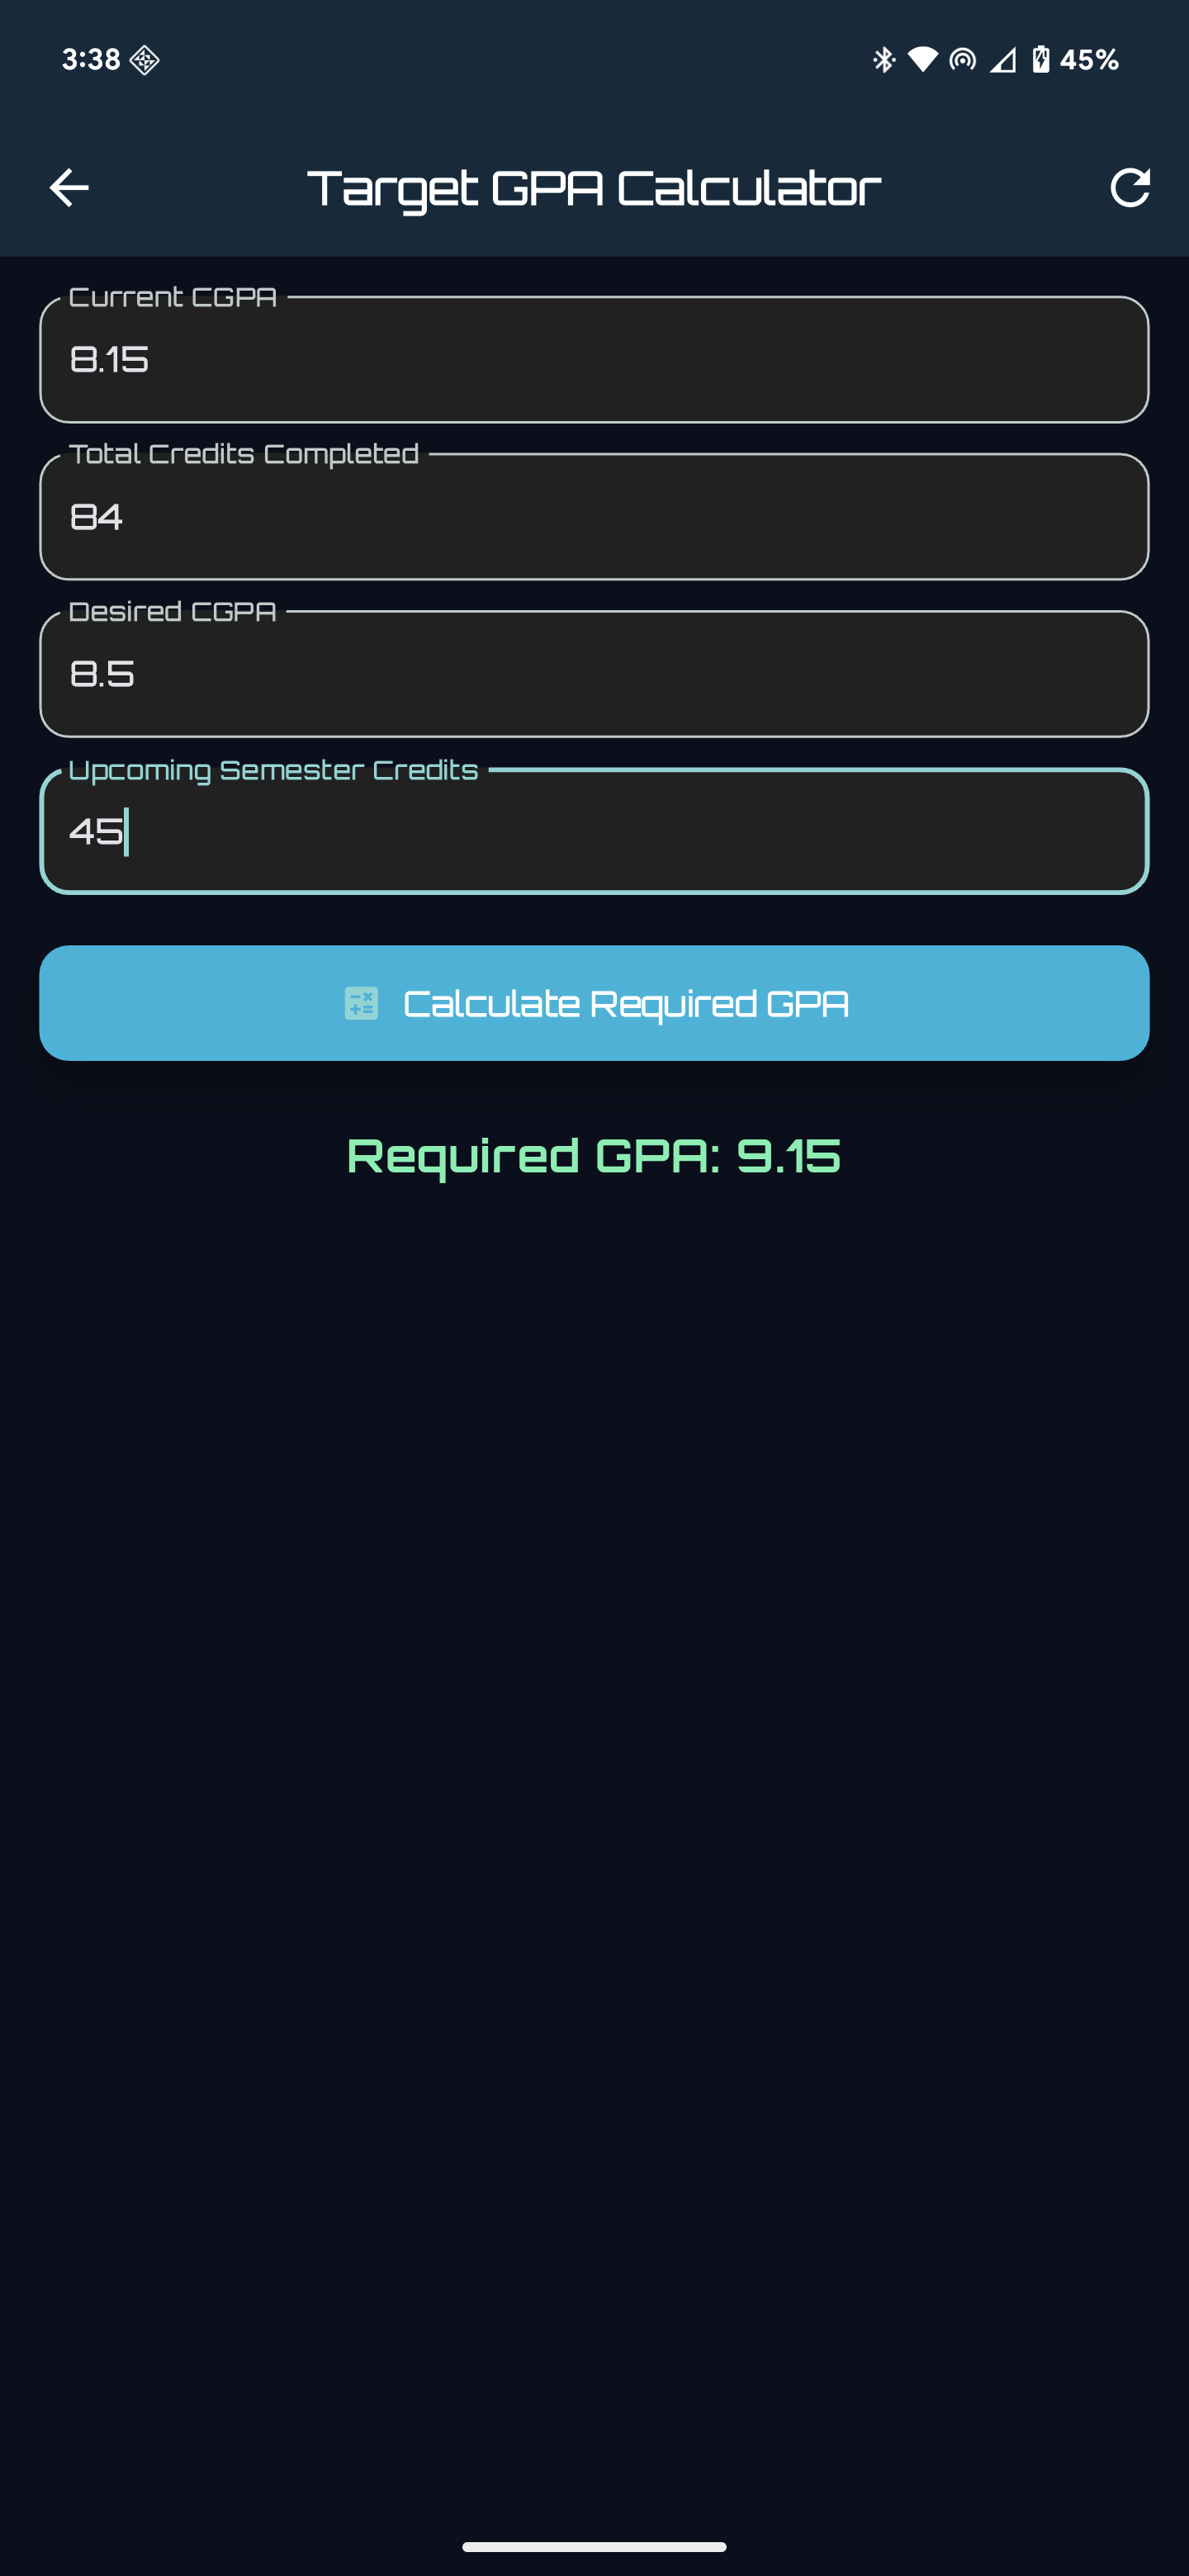 3:38 45%
Target GPA Calculator
Current CGPA
8.15
Total Credits Completed
84
Desired CGPA
8.5
Upcoming Semester Credits
45
Calculate Required GPA
Required GPA: 9.15